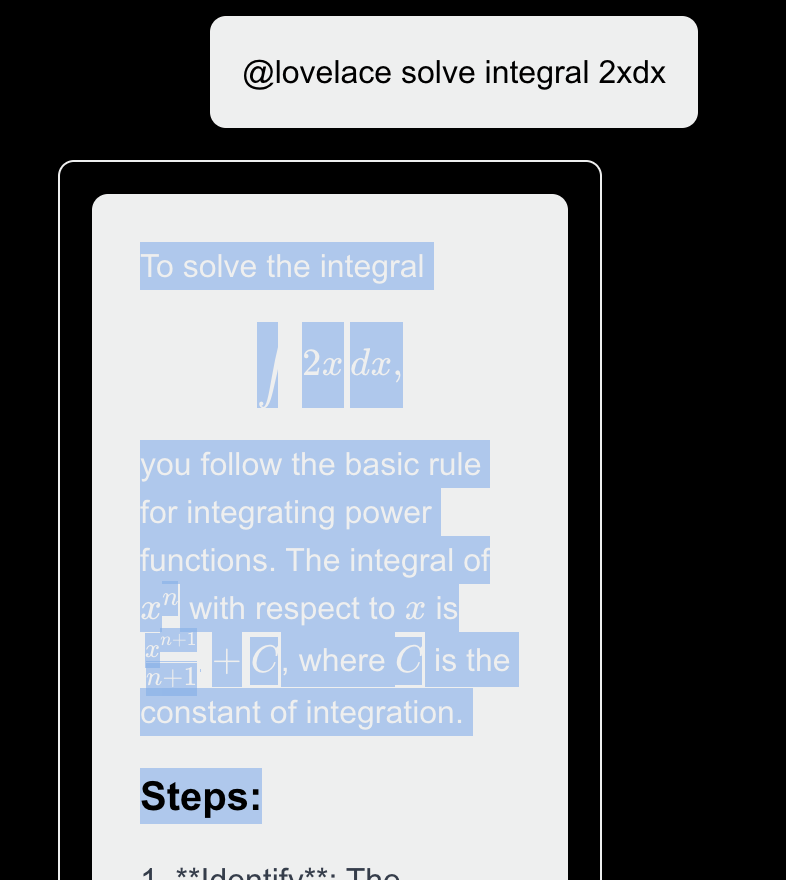 @lovelace solve integral 2xdx
To solve the integral
∫ 2x dx,
you follow the basic rule
for integrating power
functions. The integral of
xⁿ with respect to x is
xⁿ⁺¹/n+1 + C, where C is the
constant of integration.
Steps:
1. **Identify**: The